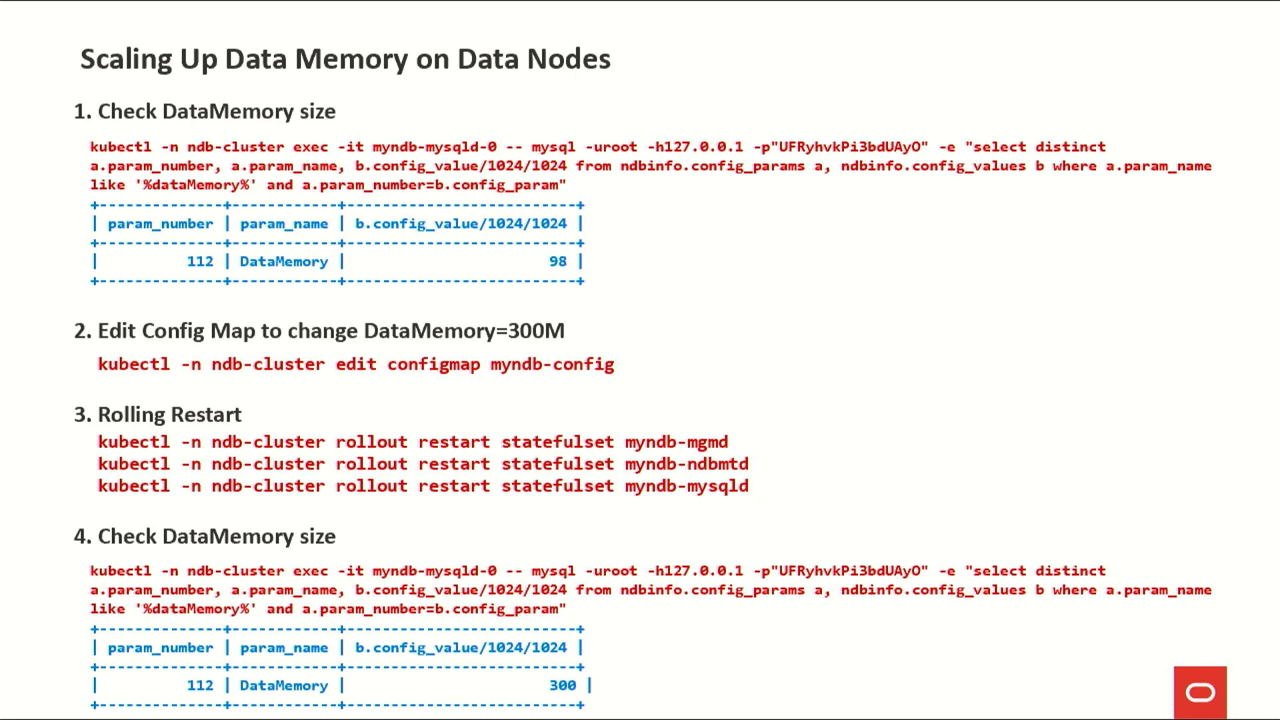 Scaling Up Data Memory on Data Nodes
1. Check DataMemory size
kubectl -n ndb-cluster exec -it myndb-mysqld-0 -- mysql -uroot -h127.0.0.1 -p"UFRyhvkPi3bdUAyO" -e "select distinct
a.param_number, a.param_name, b.config_value/1024/1024 from ndbinfo.config_params a, ndbinfo.config_values b where a.param_name
like '%dataMemory%' and a.param_number=b.config_param"
+--------------+------------+--------------------------+
| param_number | param_name | b.config_value/1024/1024 |
+--------------+------------+--------------------------+
|          112 | DataMemory |                       98 |
+--------------+------------+--------------------------+
2. Edit Config Map to change DataMemory=300M
kubectl -n ndb-cluster edit configmap myndb-config
3. Rolling Restart
kubectl -n ndb-cluster rollout restart statefulset myndb-mgmd
kubectl -n ndb-cluster rollout restart statefulset myndb-ndbmtd
kubectl -n ndb-cluster rollout restart statefulset myndb-mysqld
4. Check DataMemory size
kubectl -n ndb-cluster exec -it myndb-mysqld-0 -- mysql -uroot -h127.0.0.1 -p"UFRyhvkPi3bdUAyO" -e "select distinct
a.param_number, a.param_name, b.config_value/1024/1024 from ndbinfo.config_params a, ndbinfo.config_values b where a.param_name
like '%dataMemory%' and a.param_number=b.config_param"
+--------------+------------+--------------------------+
| param_number | param_name | b.config_value/1024/1024 |
+--------------+------------+--------------------------+
|          112 | DataMemory |                       300 |
+--------------+------------+--------------------------+